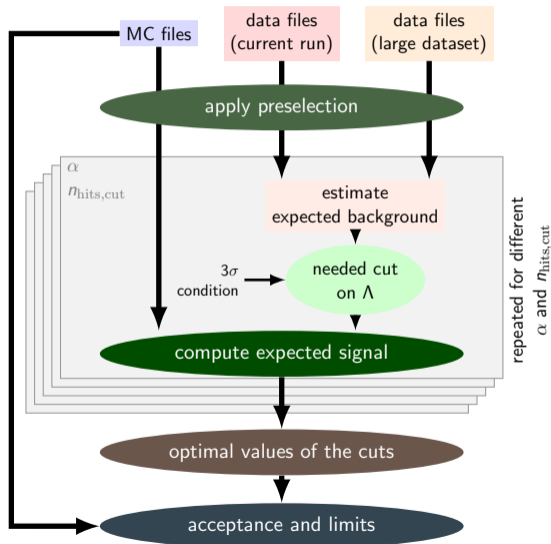 MC files
data files
(current run)
data files
(large dataset)
apply preselection
α
n_hits,cut
estimate
expected background
3σ
condition
needed cut
on Λ
compute expected signal
repeated for different
α and n_hits,cut
optimal values of the cuts
acceptance and limits